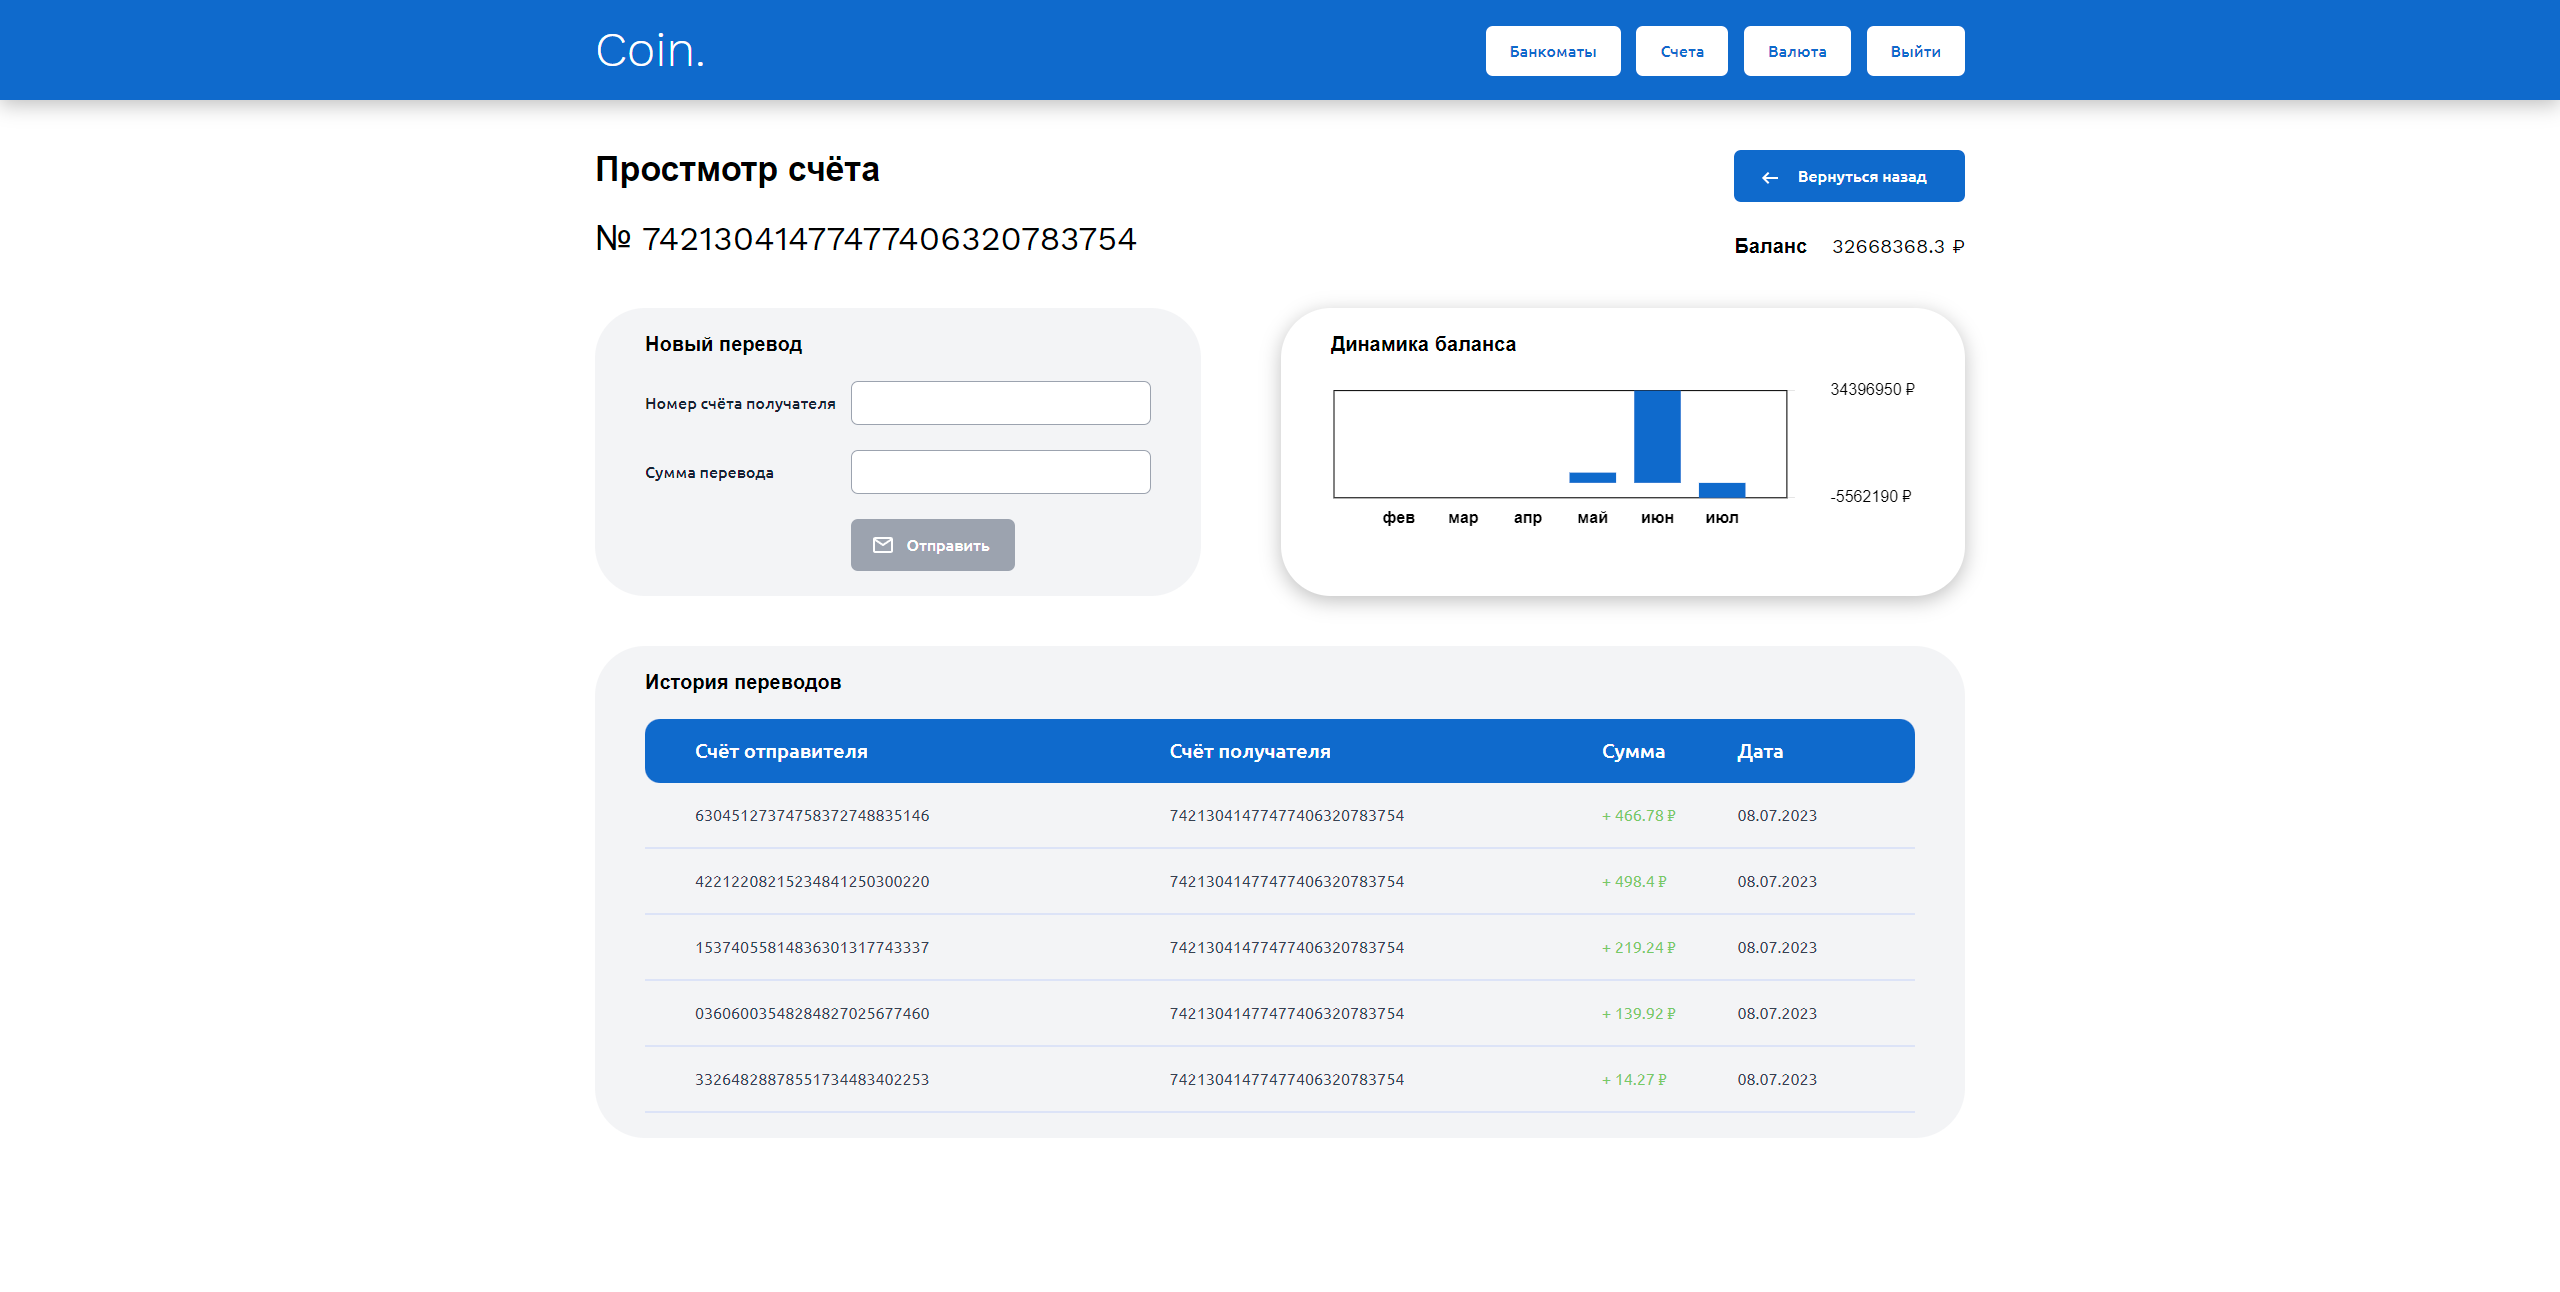 Coin.
Банкоматы
Счета
Валюта
Выйти
Простмотр счёта
Вернуться назад
№ 74213041477477406320783754
Баланс 32668368.3 ₽
Новый перевод
Номер счёта получателя
Сумма перевода
Отправить
Динамика баланса
34396950 ₽
-5562190 ₽
фев мар апр май июн июл
История переводов
Счёт отправителя Счёт получателя Сумма Дата
63045127374758372748835146 74213041477477406320783754 + 466.78 ₽ 08.07.2023
42212208215234841250300220 74213041477477406320783754 + 498.4 ₽ 08.07.2023
15374055814836301317743337 74213041477477406320783754 + 219.24 ₽ 08.07.2023
03606003548284827025677460 74213041477477406320783754 + 139.92 ₽ 08.07.2023
33264828878551734483402253 74213041477477406320783754 + 14.27 ₽ 08.07.2023